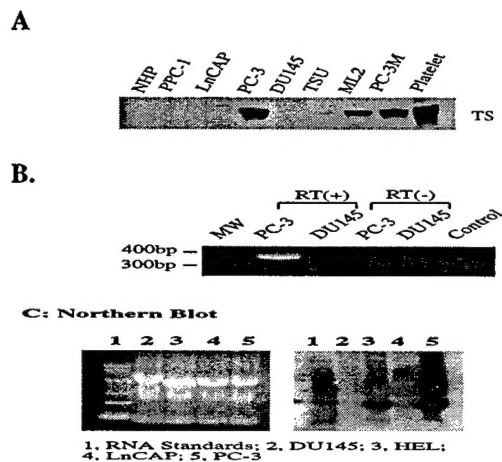 A
NHP PPC-1 LnCAP PC-3 DU145 TSU ML2 PC-3M Platelet
TS
B.
RT(+) RT(-)
MW PC-3 DU145 PC-3 DU145 Control
400bp
300bp
C: Northern Blot
1 2 3 4 5 1 2 3 4 5
1, RNA Standards; 2, DU145; 3, HEL;
4, LnCAP; 5, PC-3